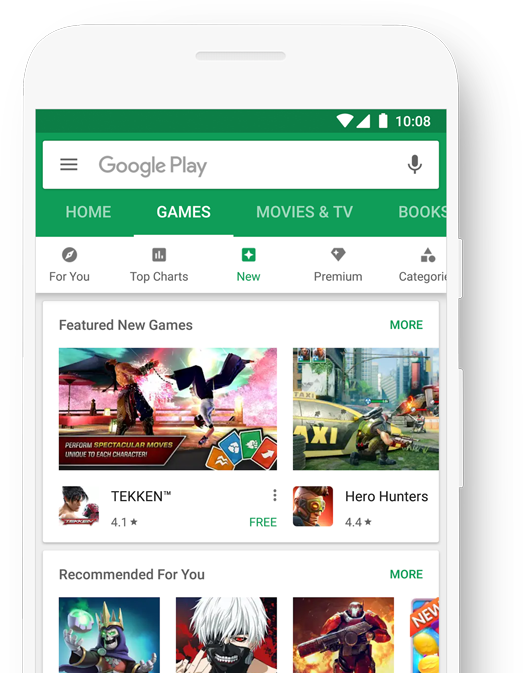 10:08
Google Play
HOME GAMES MOVIES & TV BOOKS
For You Top Charts New Premium Categorie
Featured New Games MORE
PERFORM SPECTACULAR MOVES
UNIQUE TO EACH CHARACTER!
TAXI
TEKKEN™ Hero Hunters
TEKKEN
4.1 FREE 4.4
Recommended For You MORE
NEW